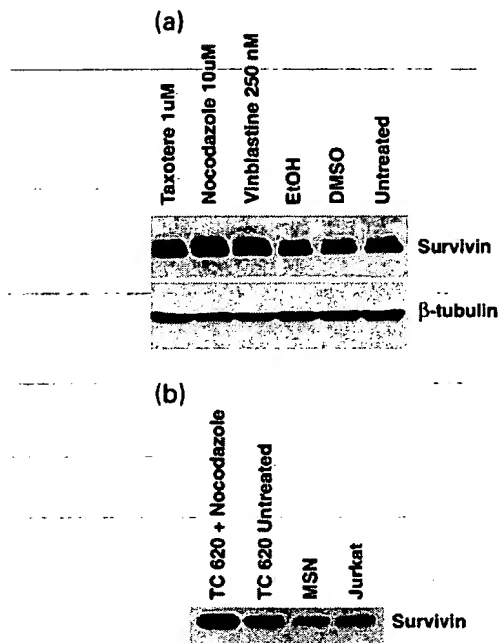 (a)
Taxotere 1uM
Nocodazole 10uM
Vinblastine 250 nM
EtOH
DMSO
Untreated
Survivin
β-tubulin
(b)
TC 620 + Nocodazole
TC 620 Untreated
MSN
Jurkat
Survivin